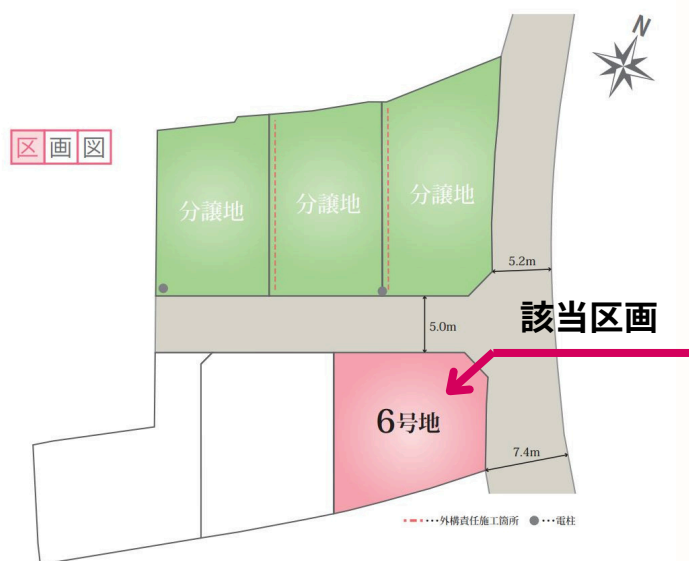 N
区画図
分譲地
分譲地
分譲地
5.2m
5.0m
該当区画
6号地
7.4m
･･･外構責任施工箇所 ･･･電柱